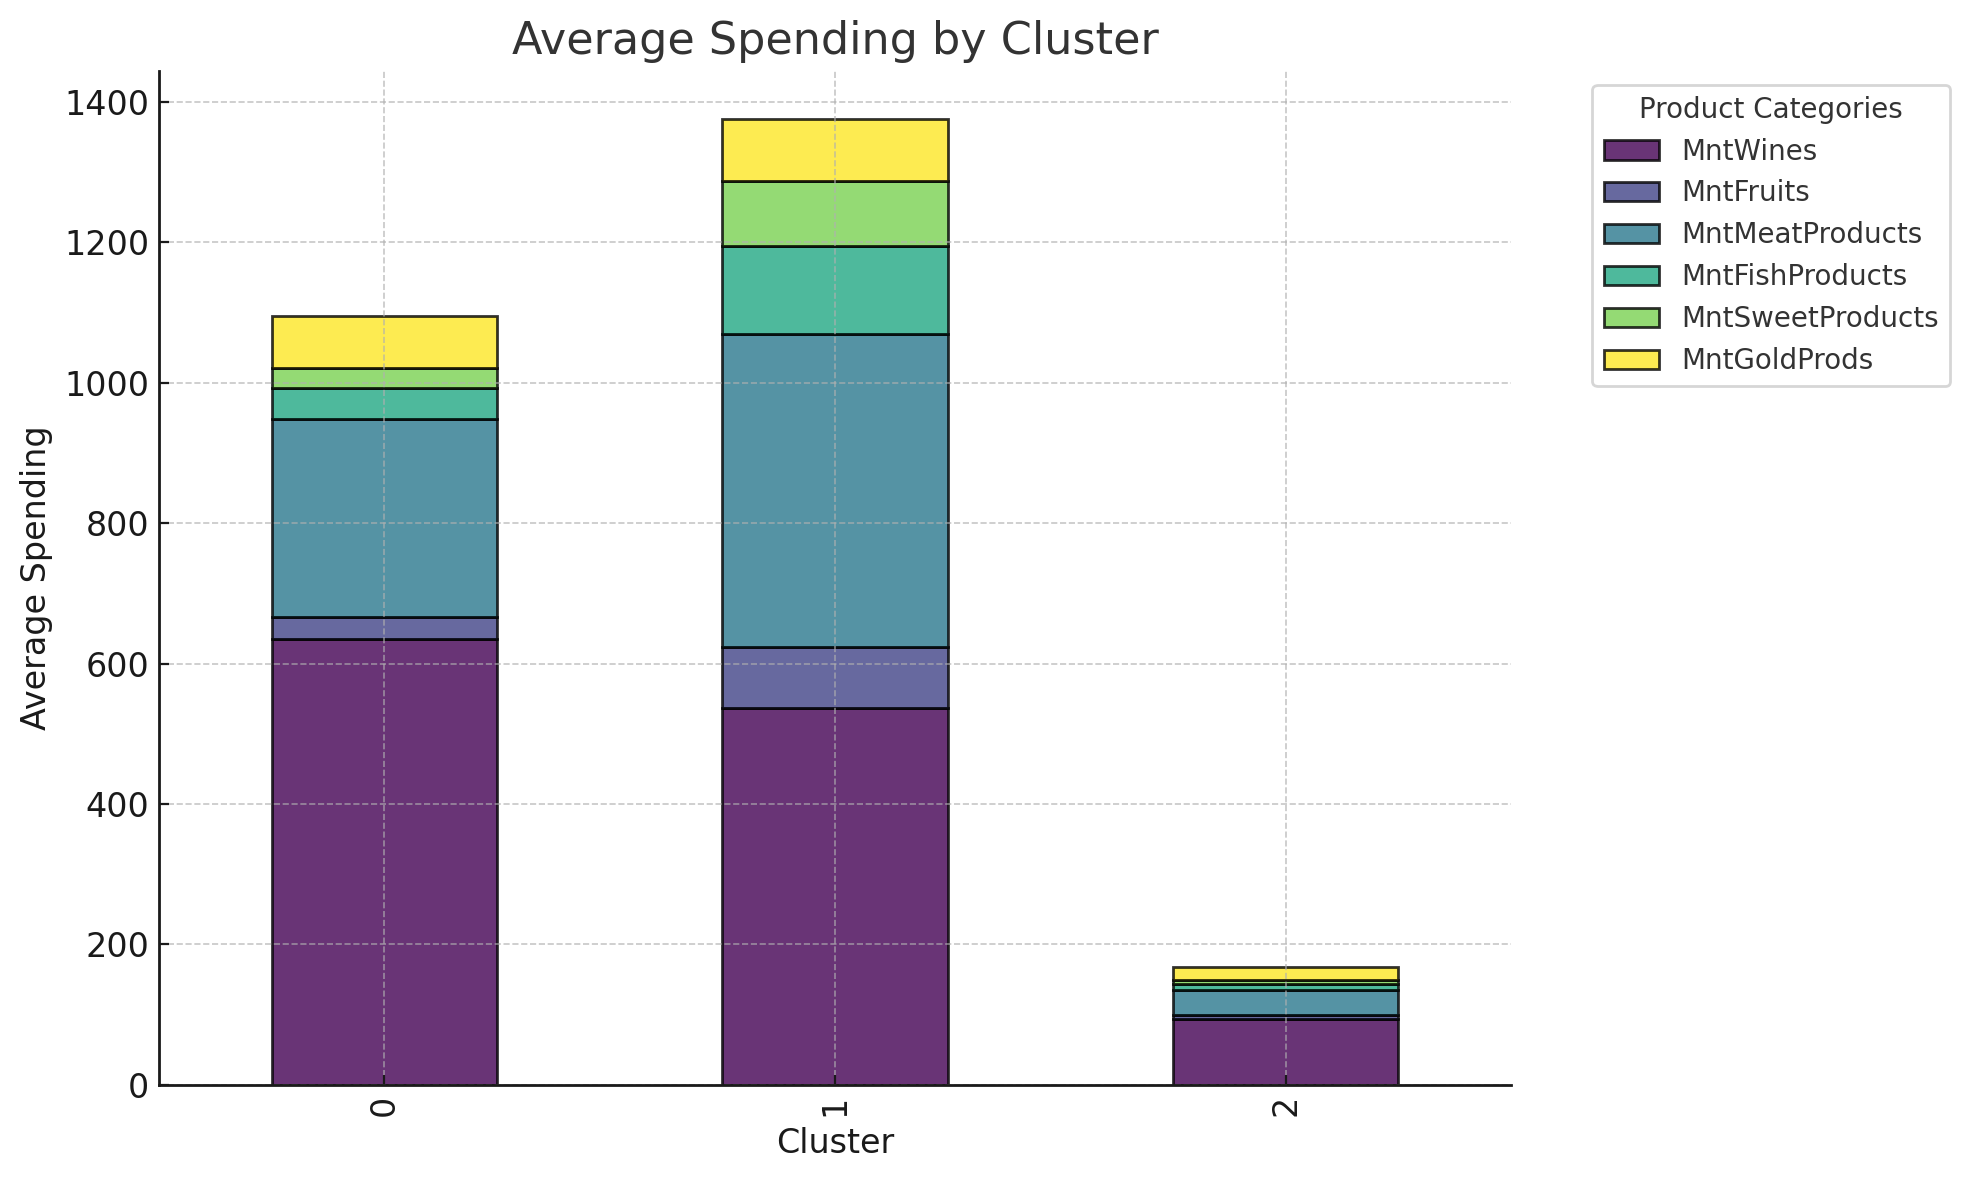 Average Spending by Cluster
1400
1200
1000
800
600
400
200
0
Average Spending
0
1
2
Cluster
Product Categories
MntWines
MntFruits
MntMeatProducts
MntFishProducts
MntSweetProducts
MntGoldProds